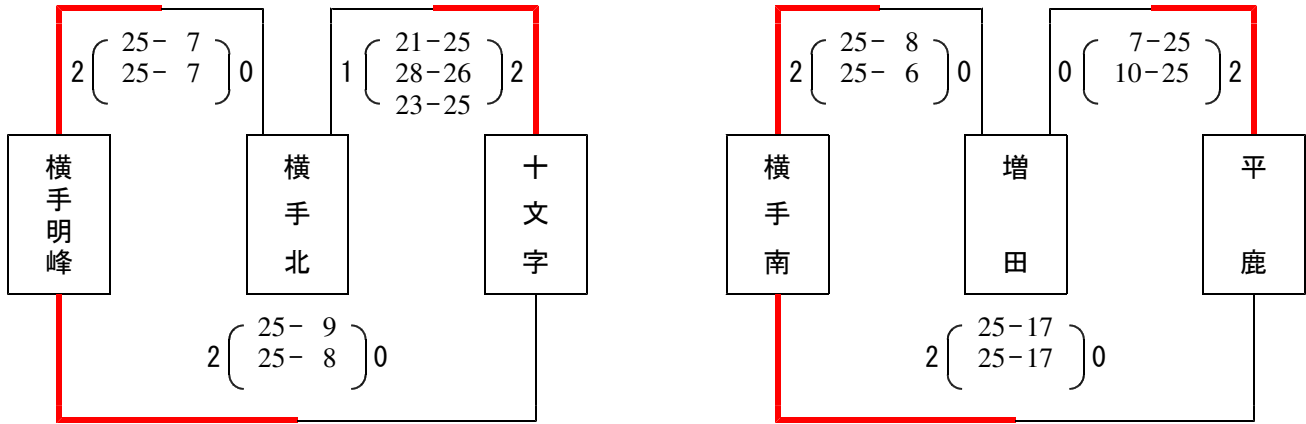 2 ( 25- 7 25- 7 ) 0
1 ( 21-25 28-26 23-25 ) 2
2 ( 25- 8 25- 6 ) 0
0 ( 7-25 10-25 ) 2
横手明峰
横手北
十文字
横手南
増田
平鹿
2 ( 25- 9 25- 8 ) 0
2 ( 25-17 25-17 ) 0